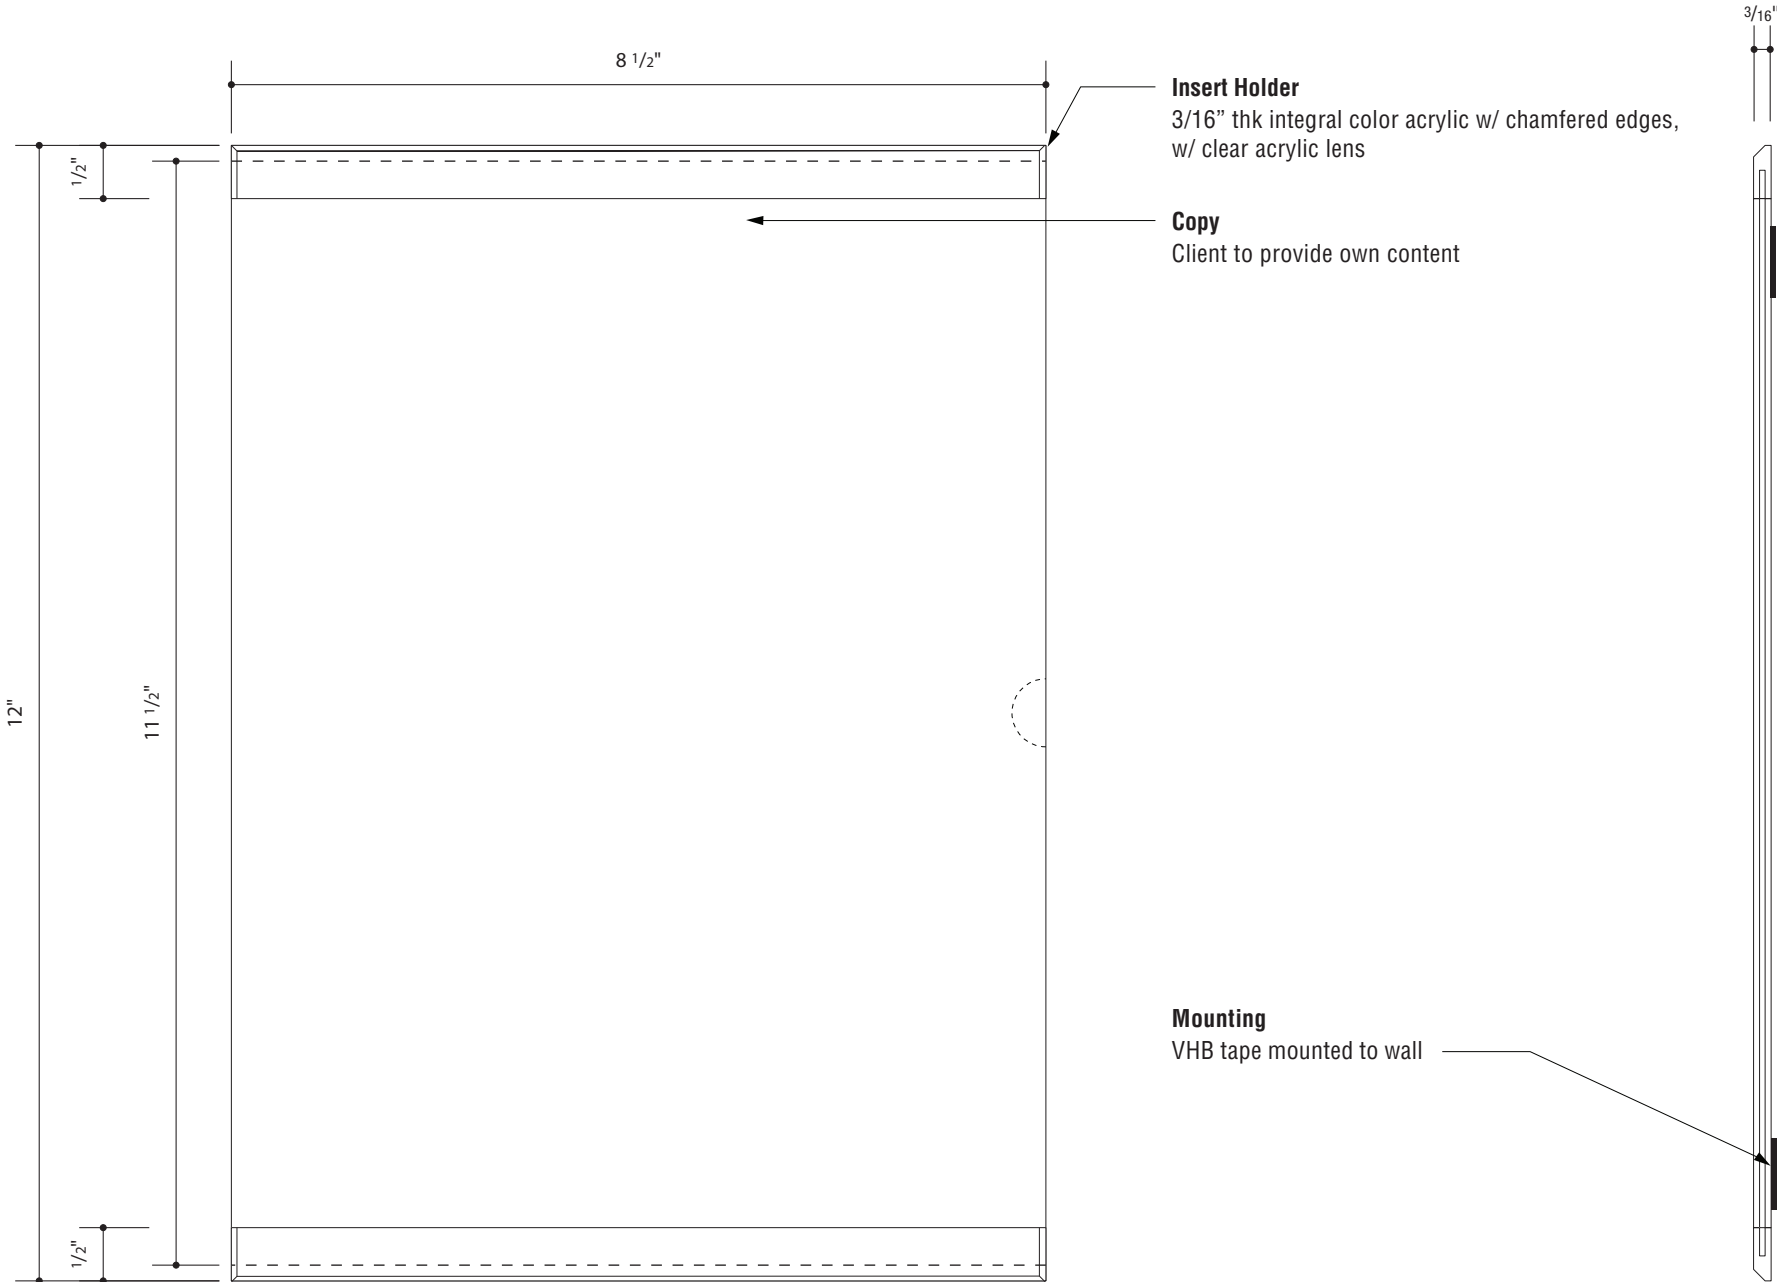 3/16"
8 1/2"
Insert Holder
3/16” thk integral color acrylic w/ chamfered edges,
w/ clear acrylic lens
1/2"
Copy
Client to provide own content
12"
11 1/2"
Mounting
VHB tape mounted to wall
1/2"